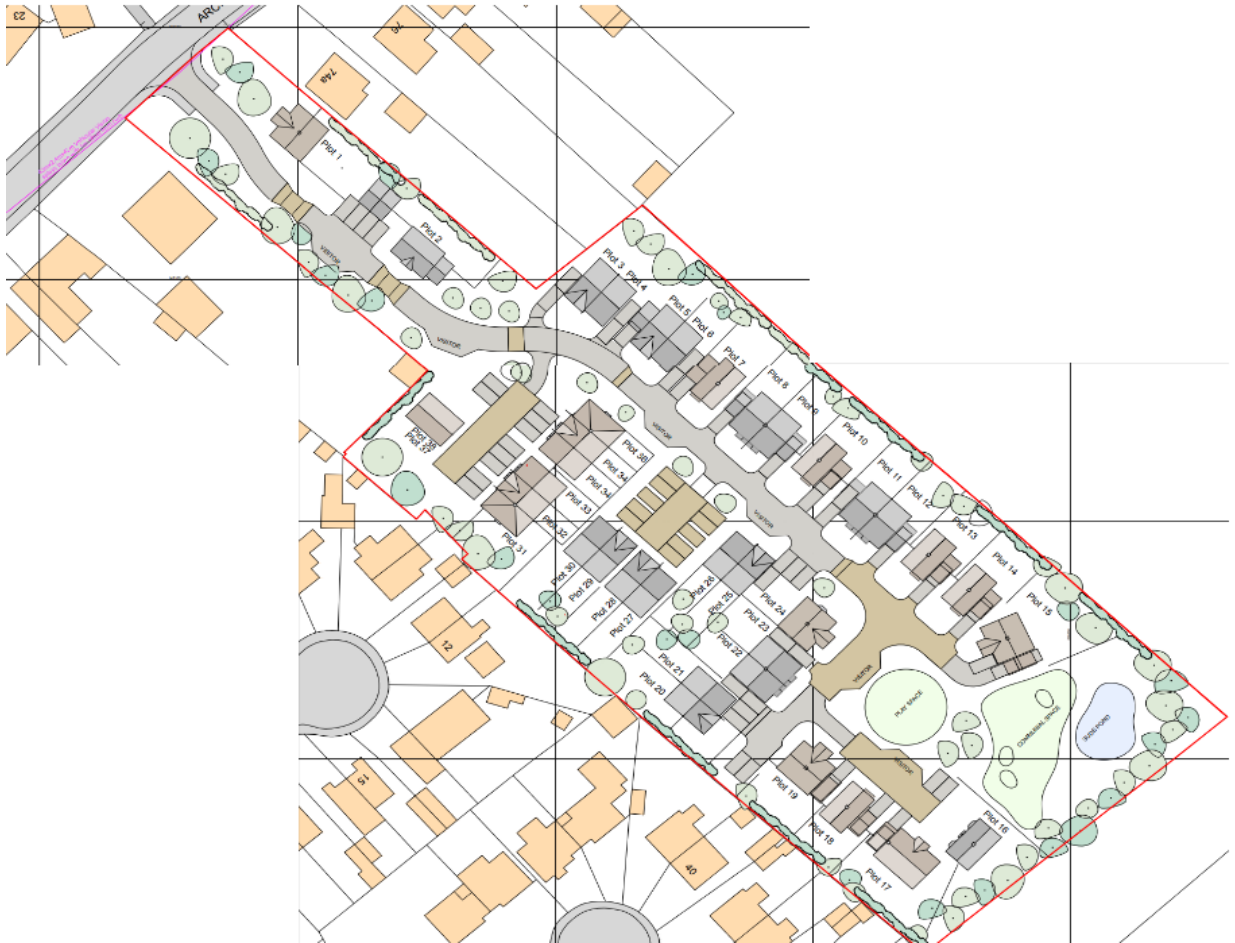 23
ARC
76
74a
Plot 1
VISITOR
Plot 2
Plot 3
Plot 4
Plot 5
Plot 6
Plot 7
Plot 8
Plot 9
Plot 10
Plot 11
Plot 12
Plot 13
Plot 14
Plot 15
VISITOR
VISITOR
VISITOR
Plot 38
Plot 37
Plot 34
Plot 34
Plot 33
Plot 32
Plot 31
Plot 30
Plot 29
Plot 28
Plot 27
Plot 26
Plot 25
Plot 24
Plot 23
Plot 22
Plot 21
Plot 20
VISITOR
PLAY SPACE
COMMUNAL SPACE
SUDS POND
VISITOR
Plot 19
Plot 18
Plot 17
Plot 16
12
15
40